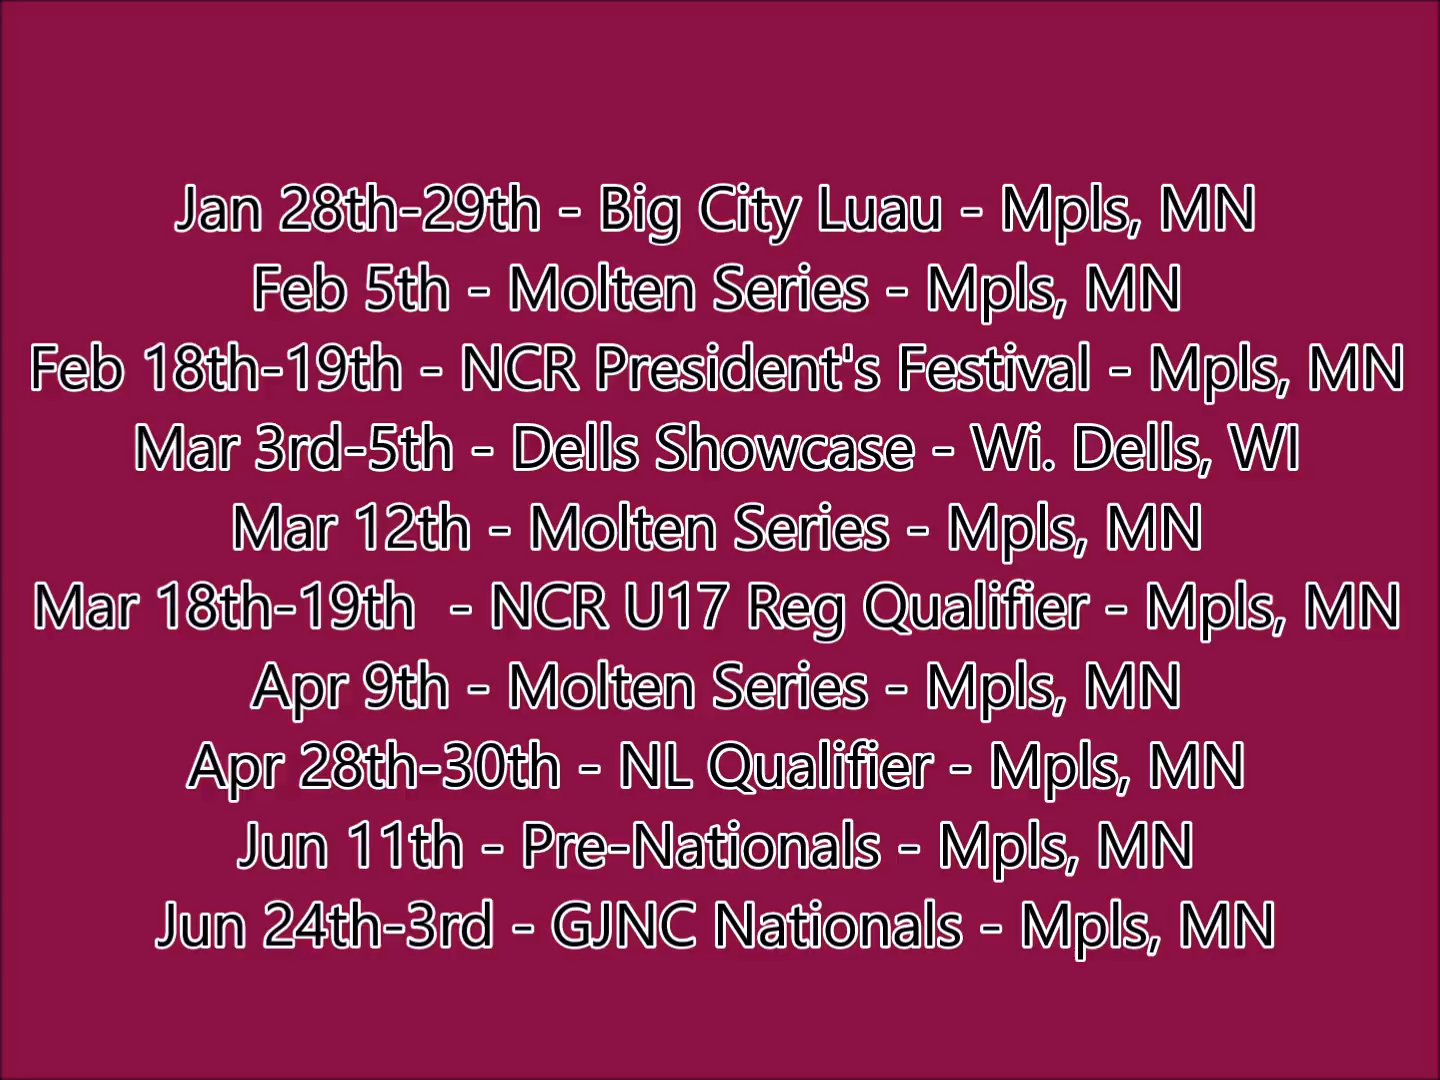 Jan 28th-29th - Big City Luau - Mpls, MN
Feb 5th - Molten Series - Mpls, MN
Feb 18th-19th - NCR President's Festival - Mpls, MN
Mar 3rd-5th - Dells Showcase - Wi. Dells, WI
Mar 12th - Molten Series - Mpls, MN
Mar 18th-19th  - NCR U17 Reg Qualifier - Mpls, MN
Apr 9th - Molten Series - Mpls, MN
Apr 28th-30th - NL Qualifier - Mpls, MN
Jun 11th - Pre-Nationals - Mpls, MN
Jun 24th-3rd - GJNC Nationals - Mpls, MN